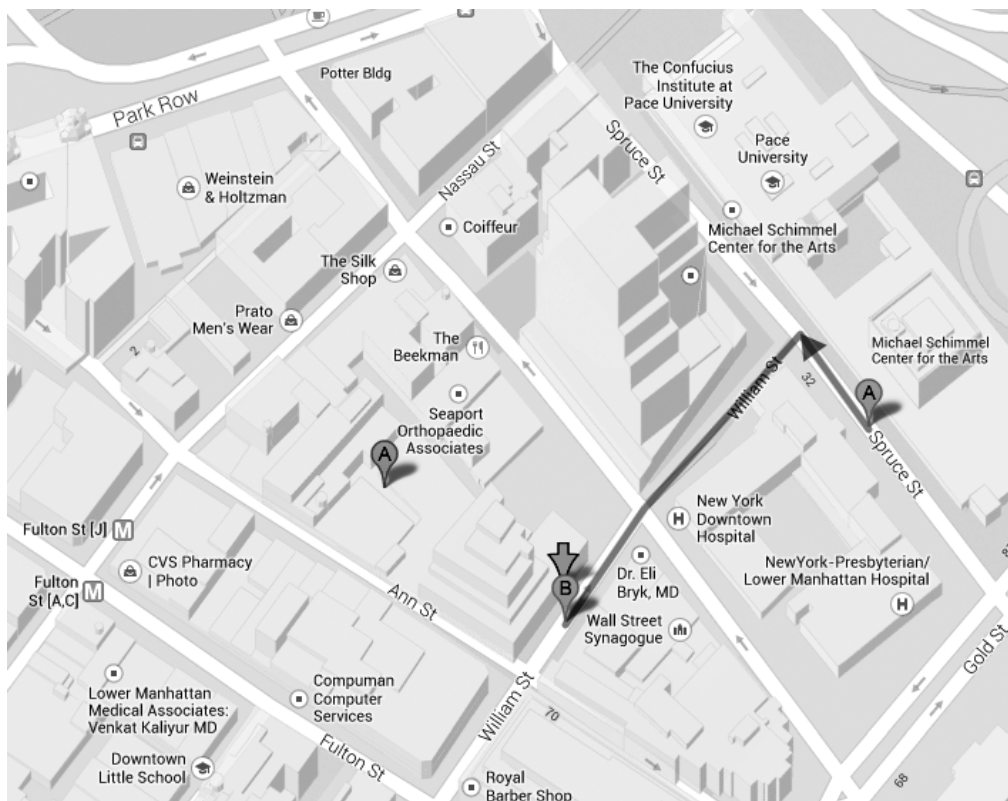 Potter Bldg
Park Row
The Confucius
Institute at
Pace University
Spruce St
Pace
University
Nassau St
Weinstein
& Holtzman
Coiffeur
Michael Schimmel
Center for the Arts
The Silk
Shop
Prato
Men's Wear
The
Beekman
2
William St
32
Michael Schimmel
Center for the Arts
A
Seaport
Orthopaedic
Associates
A
Spruce St
New York
Downtown
Hospital
H
Fulton St [J]
M
CVS Pharmacy
| Photo
Fulton
St [A,C]
M
Ann St
B
Dr. Eli
Bryk, MD
NewYork-Presbyterian/
Lower Manhattan Hospital
H
Wall Street
Synagogue
Gold St
William St
70
Lower Manhattan
Medical Associates:
Venkat Kaliyur MD
Compuman
Computer
Services
Fulton St
Downtown
Little School
Royal
Barber Shop
68